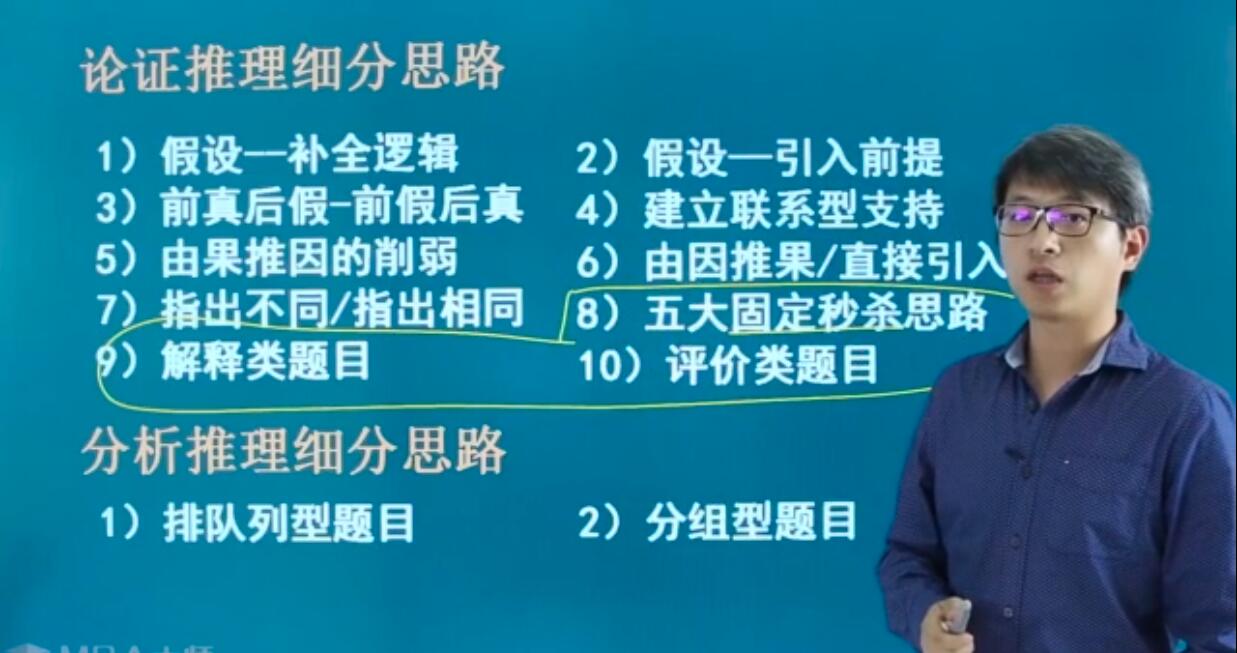 论证推理细分思路
1）假设--补全逻辑 2）假设--引入前提
3）前真后假-前假后真 4）建立联系型支持
5）由果推因的削弱 6）由因推果/直接引入
7）指出不同/指出相同 8）五大固定秒杀思路
9）解释类题目 10）评价类题目
分析推理细分思路
1）排队列型题目 2）分组型题目